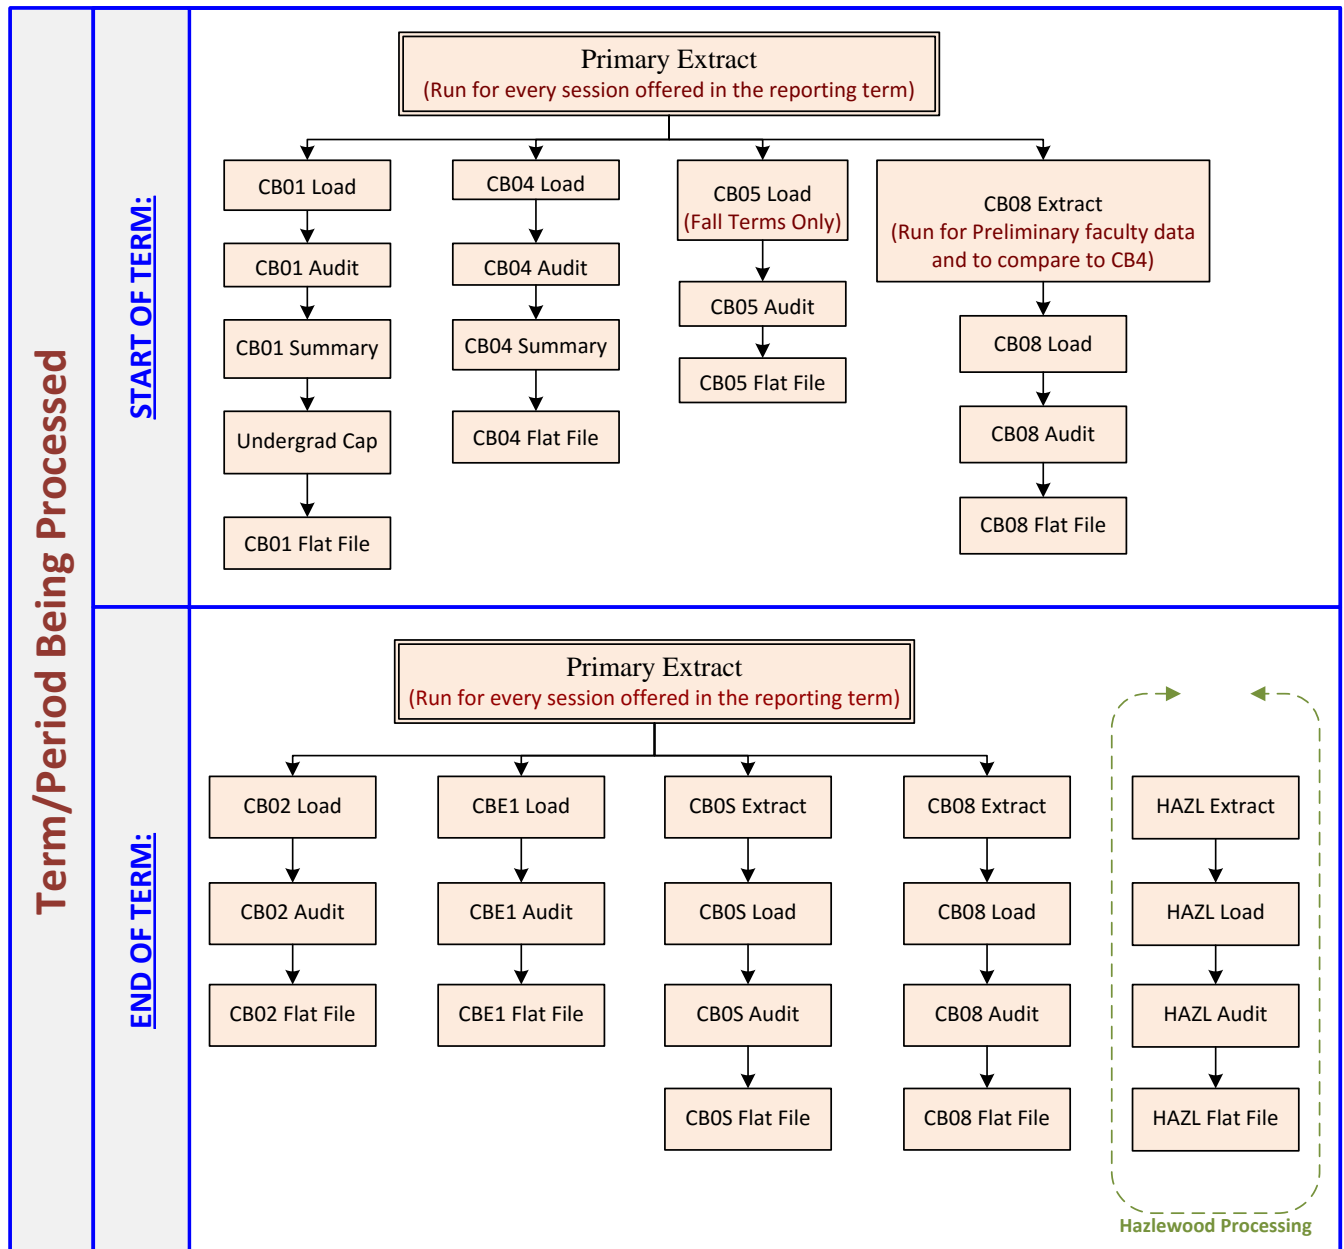 Term/Period Being Processed
START OF TERM:
Primary Extract
(Run for every session offered in the reporting term)
CB01 Load
CB01 Audit
CB01 Summary
Undergrad Cap
CB01 Flat File
CB04 Load
CB04 Audit
CB04 Summary
CB04 Flat File
CB05 Load
(Fall Terms Only)
CB05 Audit
CB05 Flat File
CB08 Extract
(Run for Preliminary faculty data
and to compare to CB4)
CB08 Load
CB08 Audit
CB08 Flat File
END OF TERM:
Primary Extract
(Run for every session offered in the reporting term)
CB02 Load
CB02 Audit
CB02 Flat File
CBE1 Load
CBE1 Audit
CBE1 Flat File
CB0S Extract
CB0S Load
CB0S Audit
CB0S Flat File
CB08 Extract
CB08 Load
CB08 Audit
CB08 Flat File
HAZL Extract
HAZL Load
HAZL Audit
HAZL Flat File
Hazlewood Processing